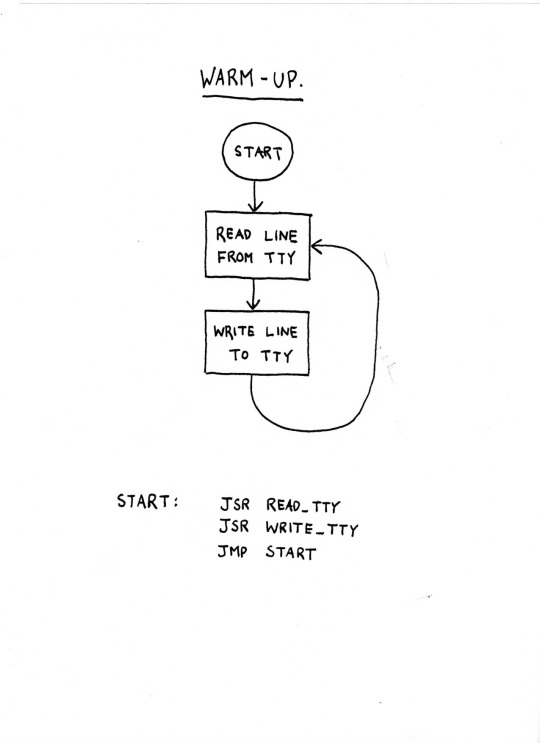 WARM-UP.
START
READ LINE
FROM TTY
WRITE LINE
TO TTY
START: JSR READ_TTY
JSR WRITE_TTY
JMP START